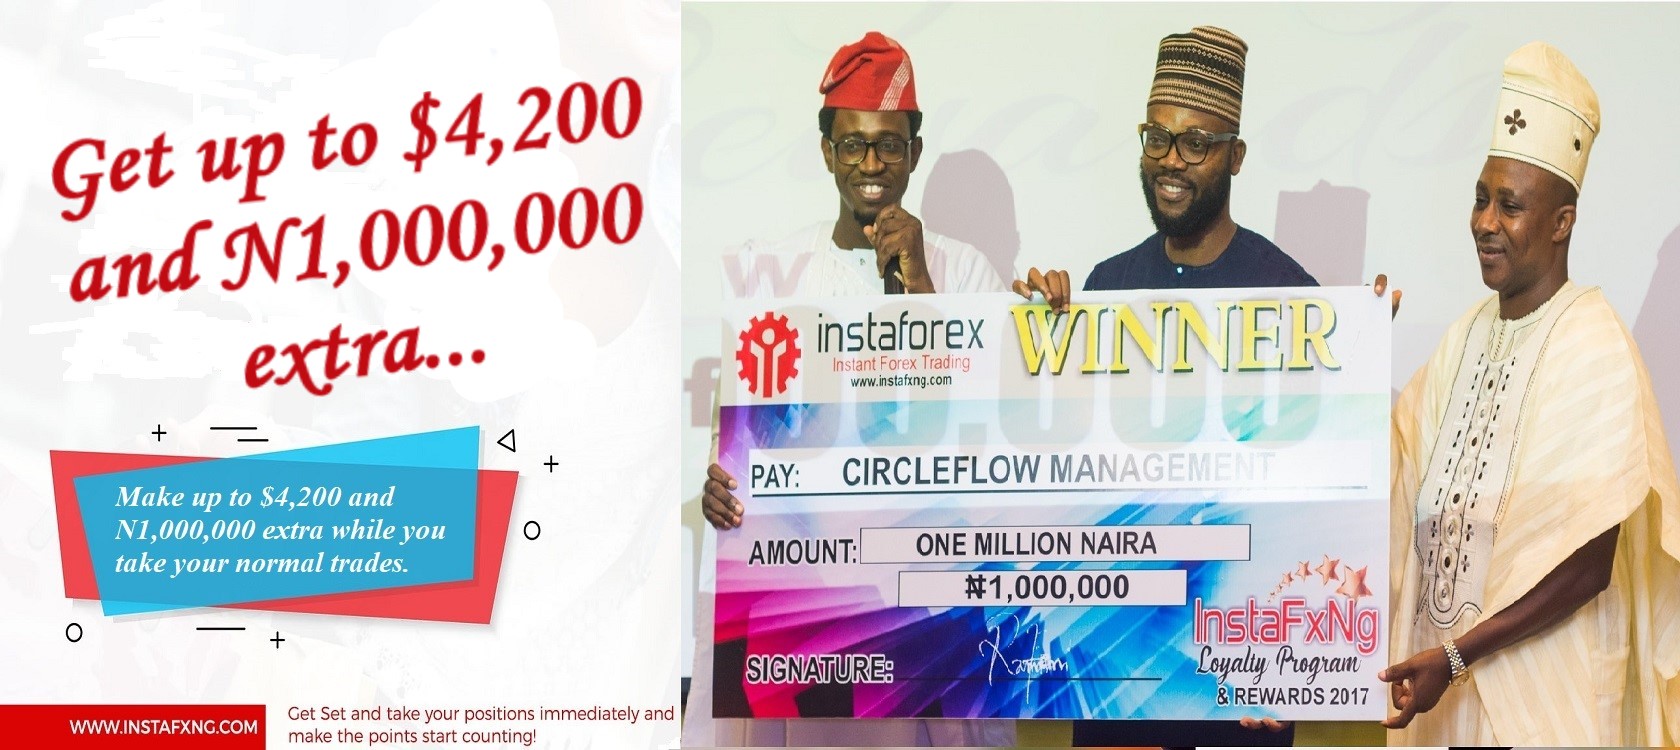 Get up to $4,200
and N1,000,000
extra...
Make up to $4,200 and
N1,000,000 extra while you
take your normal trades.
WWW.INSTAFXNG.COM
Get Set and take your positions immediately and
make the points start counting!
instaforex
Instant Forex Trading
www.instafxng.com
WINNER
PAY: CIRCLEFLOW MANAGEMENT
AMOUNT: ONE MILLION NAIRA
₦1,000,000
SIGNATURE:
InstaFxNg
Loyalty Program
& REWARDS 2017